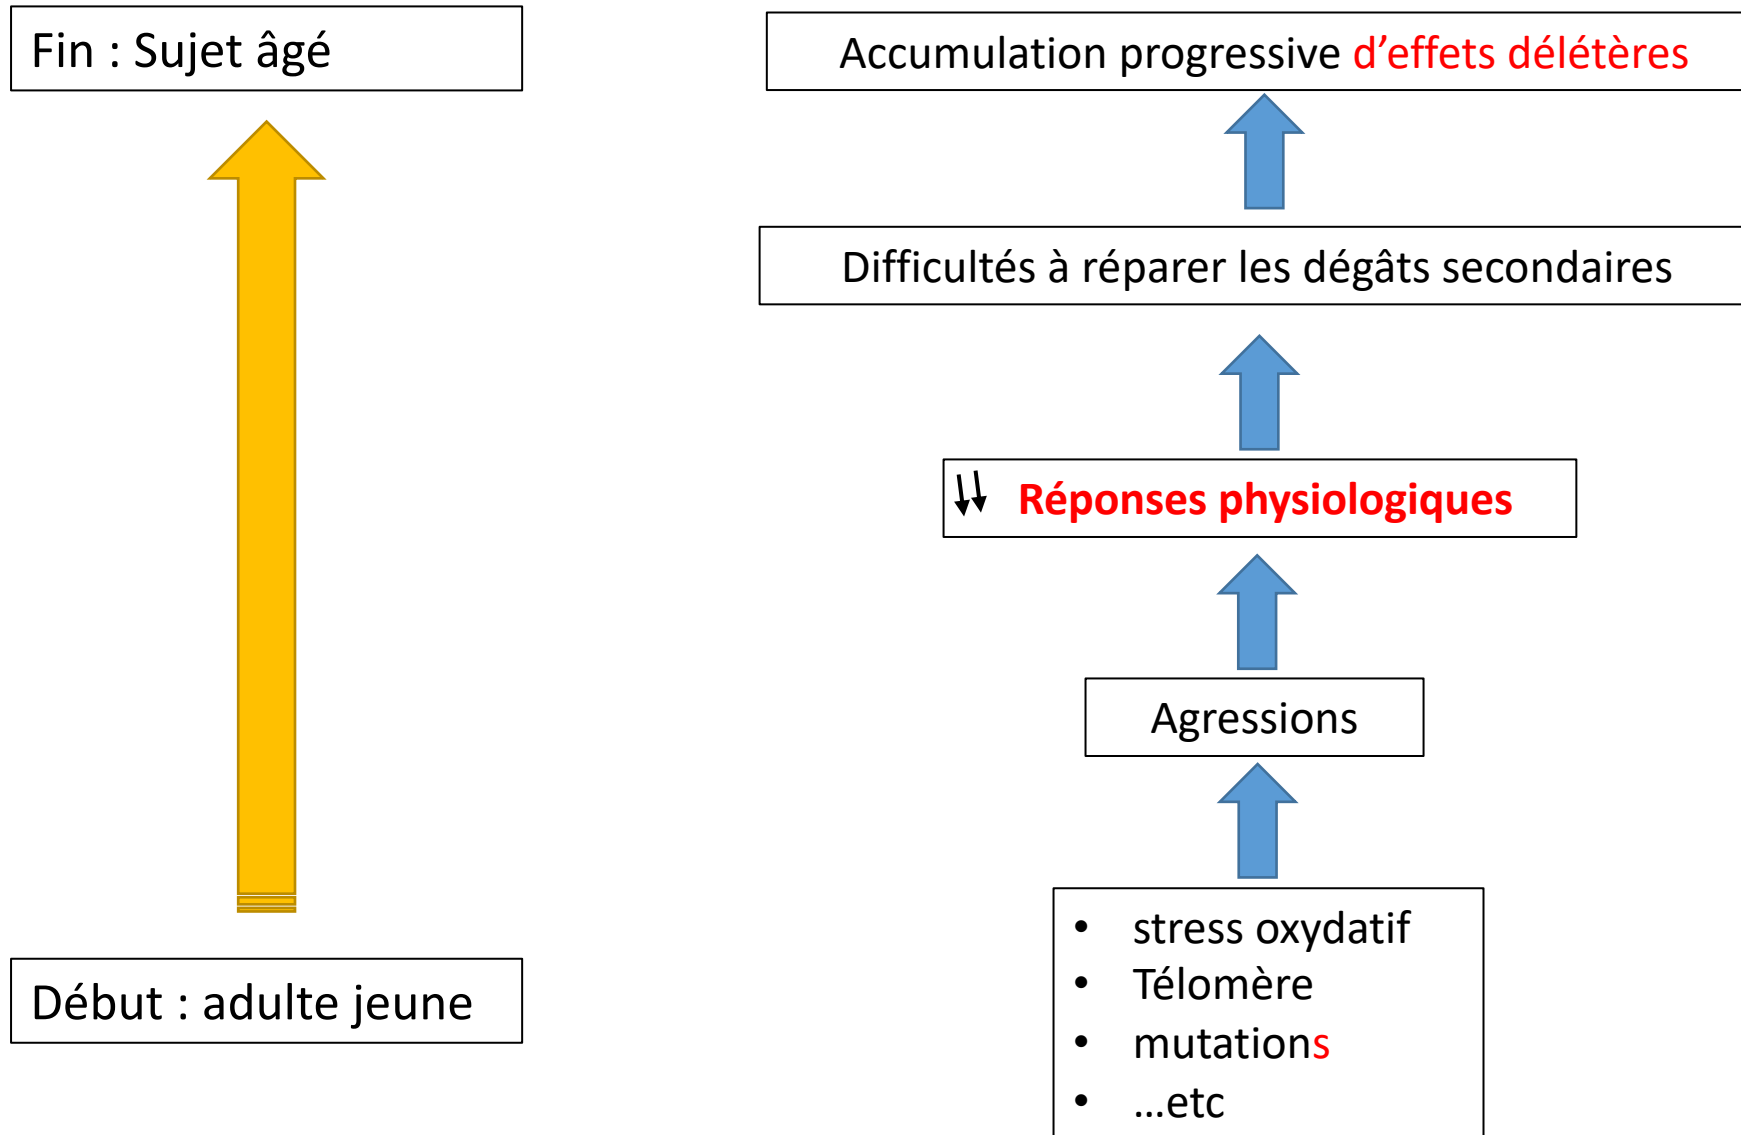 Fin : Sujet âgé
Accumulation progressive d’effets délétères
Difficultés à réparer les dégâts secondaires
Réponses physiologiques
Agressions
• stress oxydatif
• Télomère
• mutations
• ...etc
Début : adulte jeune